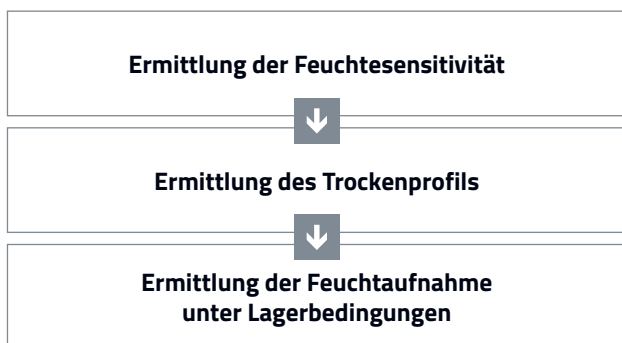 Ermittlung der Feuchtesensitivität
Ermittlung des Trockenprofils
Ermittlung der Feuchtaufnahme
unter Lagerbedingungen